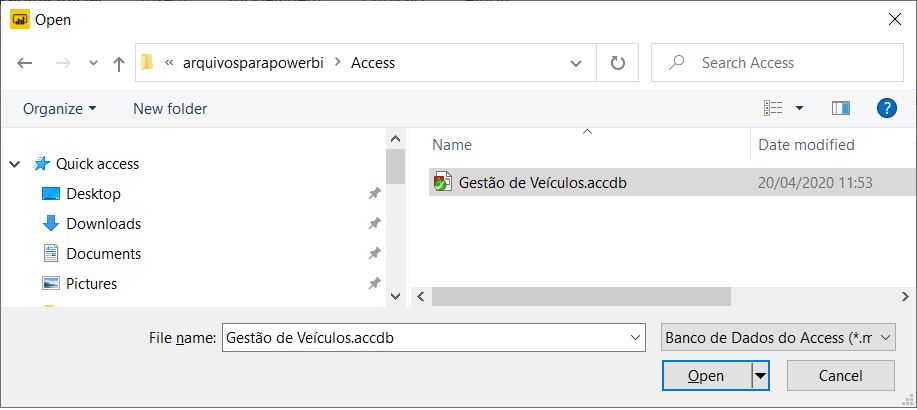 Open
« arquivosparapowerbi > Access
Search Access
Organize
New folder
?
Name
Date modified
Quick access
Gestão de Veículos.accdb
20/04/2020 11:53
Desktop
Downloads
Documents
Pictures
File name:
Gestão de Veículos.accdb
Banco de Dados do Access (*.m
Open
Cancel